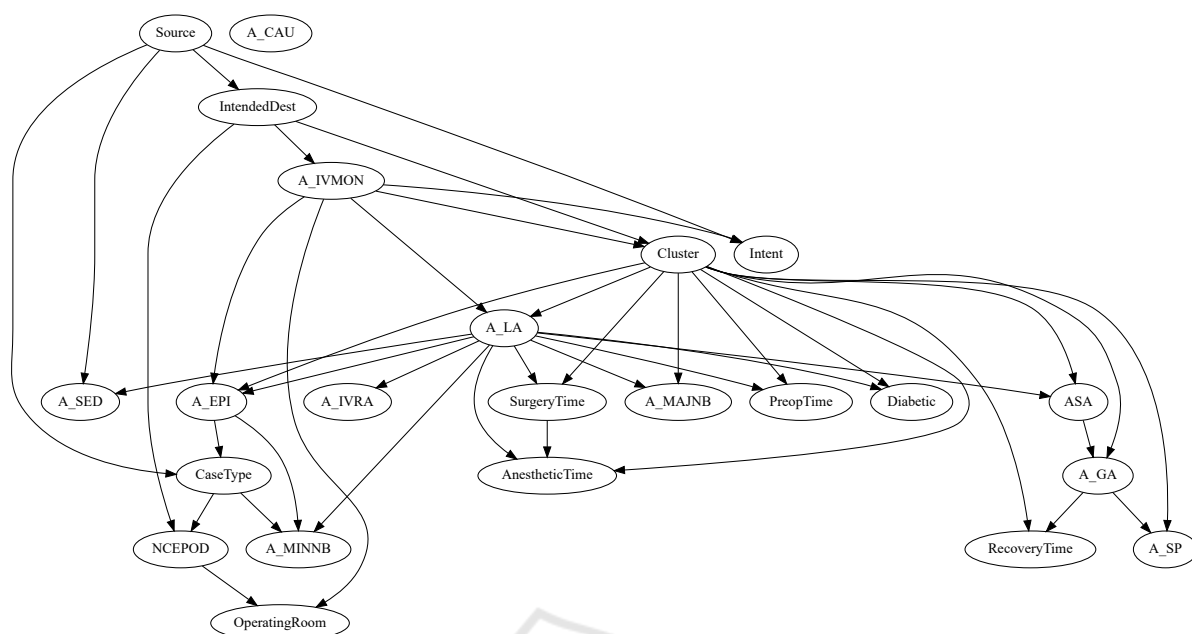 Source
A_CAU
IntendedDest
A_IVMON
Cluster
Intent
A_LA
A_SED
A_EPI
A_IVRA
SurgeryTime
A_MAJNB
PreopTime
Diabetic
ASA
CaseType
AnestheticTime
A_GA
NCEPOD
A_MINNB
RecoveryTime
A_SP
OperatingRoom